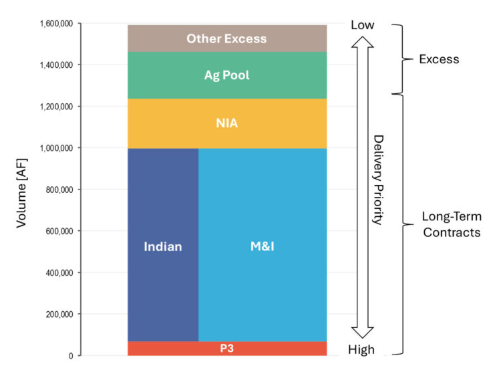 Volume [AF]
1,600,000
1,400,000
1,200,000
1,000,000
800,000
600,000
400,000
200,000
0
Other Excess
Ag Pool
NIA
Indian
M&I
P3
Low
Delivery Priority
High
Excess
Long-Term
Contracts